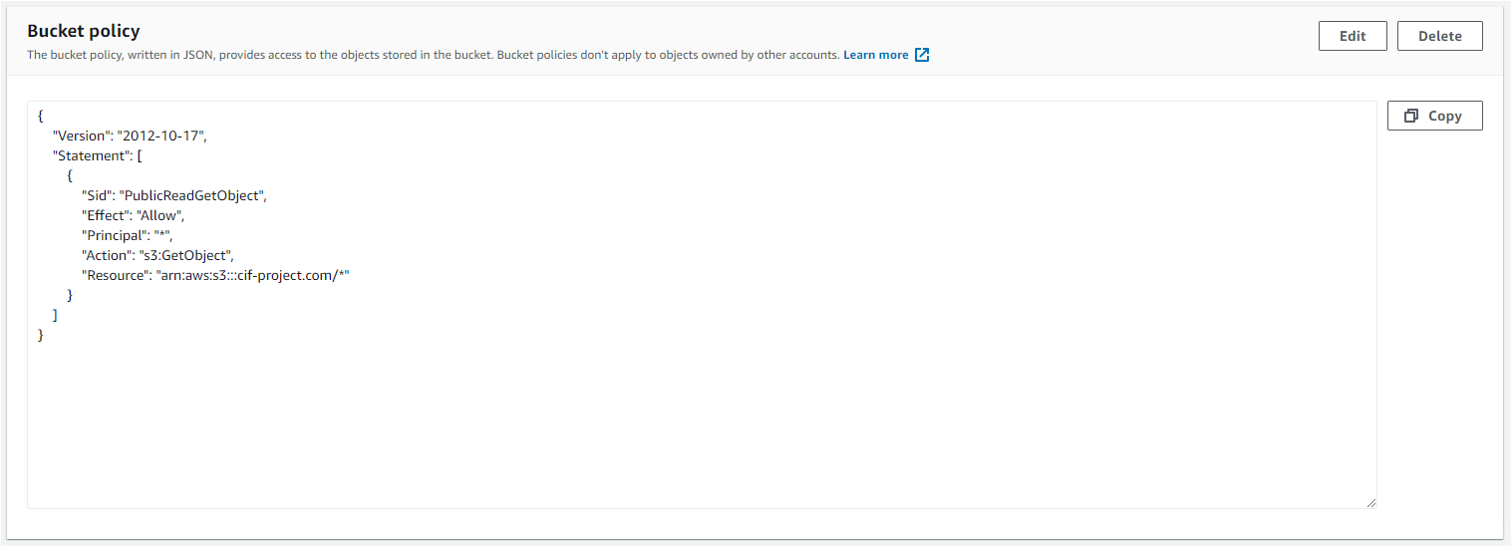 Bucket policy
Edit
Delete
The bucket policy, written in JSON, provides access to the objects stored in the bucket. Bucket policies don't apply to objects owned by other accounts. Learn more
Copy
{
    "Version": "2012-10-17",
    "Statement": [
        {
            "Sid": "PublicReadGetObject",
            "Effect": "Allow",
            "Principal": "*",
            "Action": "s3:GetObject",
            "Resource": "arn:aws:s3:::cif-project.com/*"
        }
    ]
}